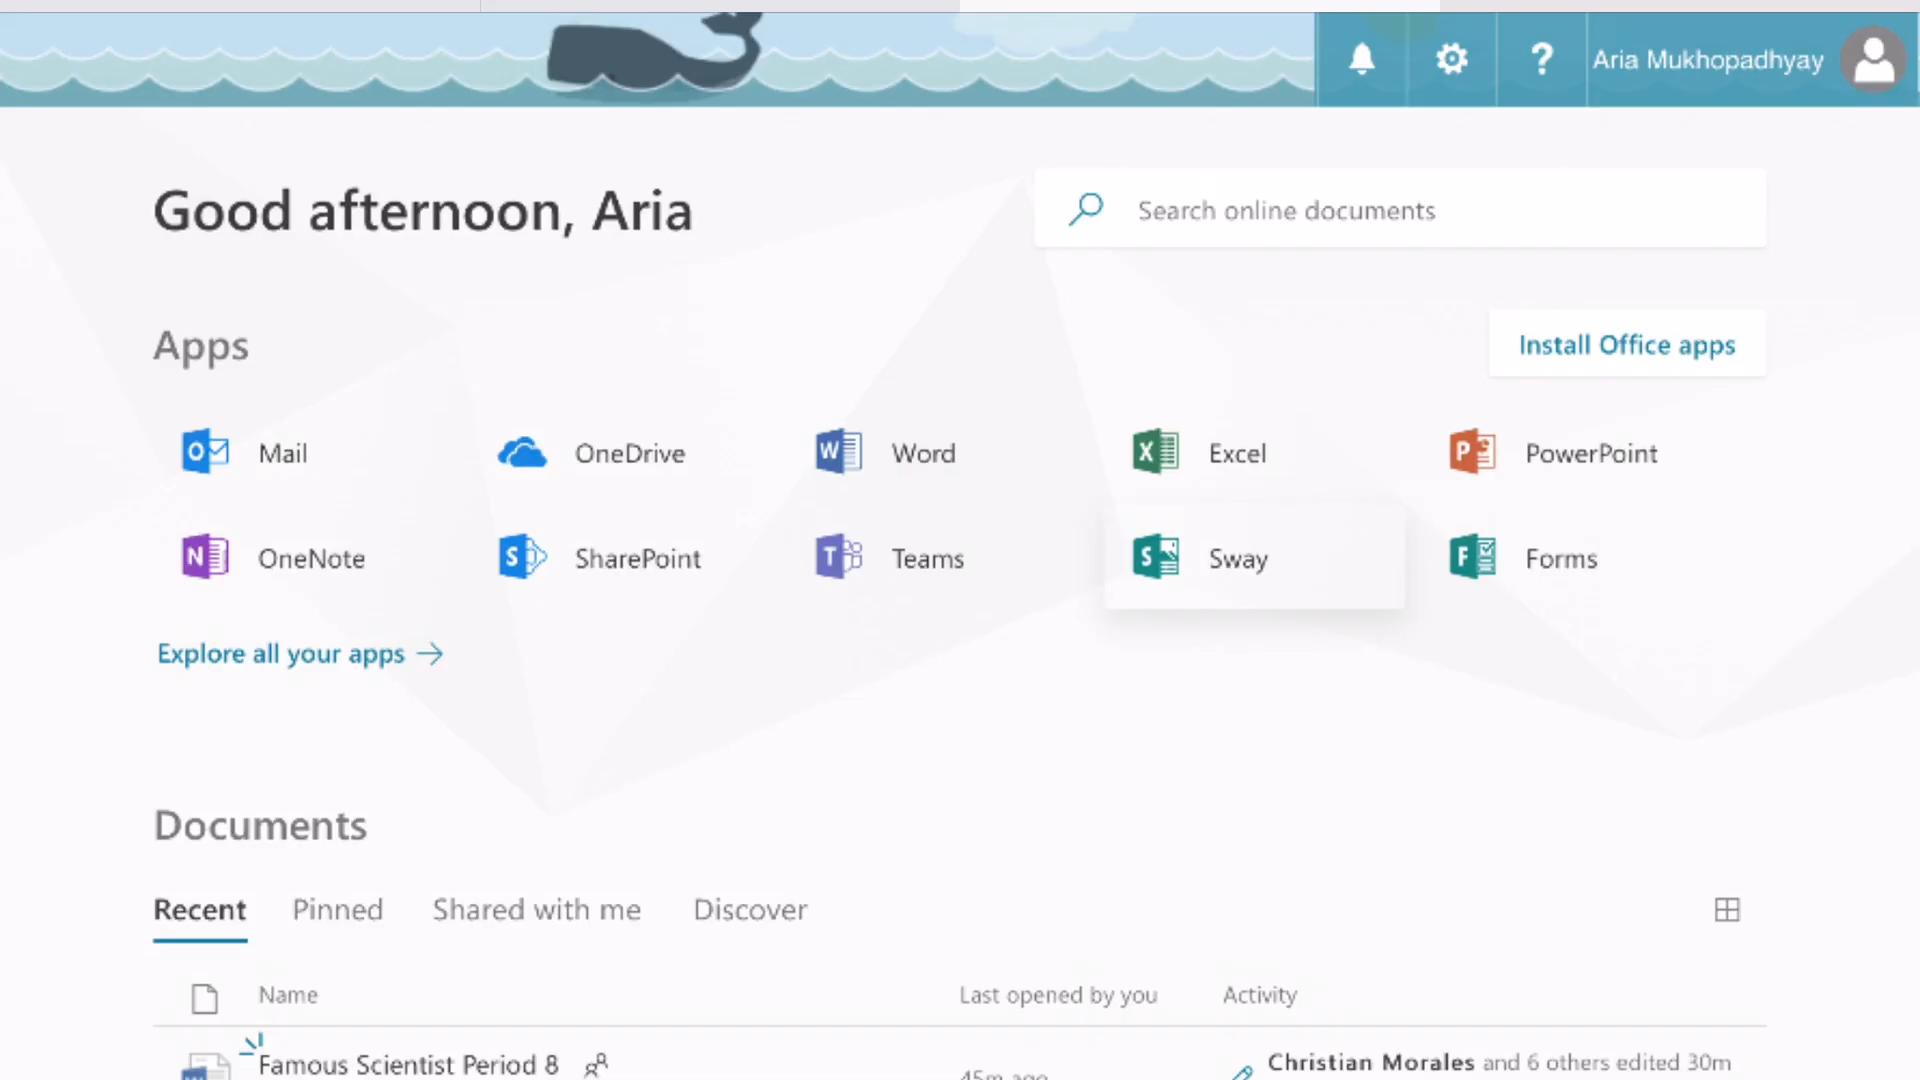 Aria Mukhopadhyay
Good afternoon, Aria
Search online documents
Apps
Install Office apps
Mail
OneDrive
Word
Excel
PowerPoint
OneNote
SharePoint
Teams
Sway
Forms
Explore all your apps
Documents
Recent Pinned Shared with me Discover
Name Last opened by you Activity
Famous Scientist Period 8 45m ago Christian Morales and 6 others edited 30m